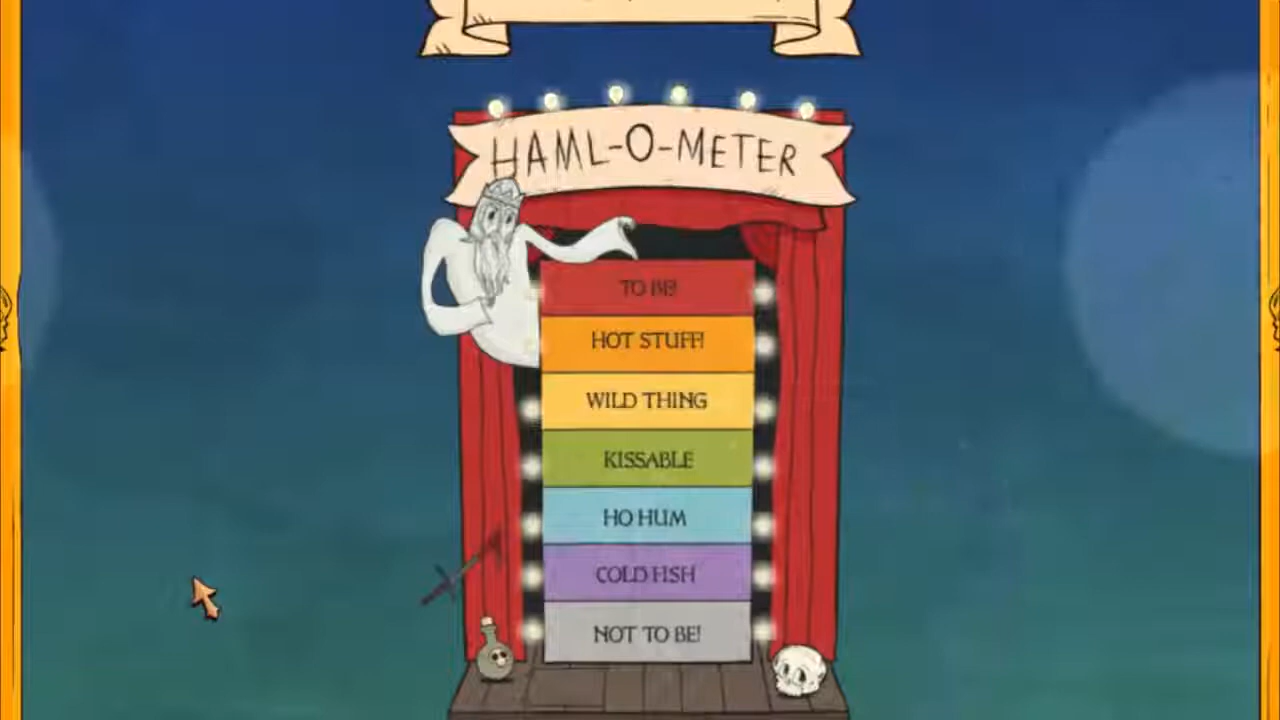 HAML-O-METER
TO BE!
HOT STUFF!
WILD THING
KISSABLE
HO HUM
COLD FISH
NOT TO BE!